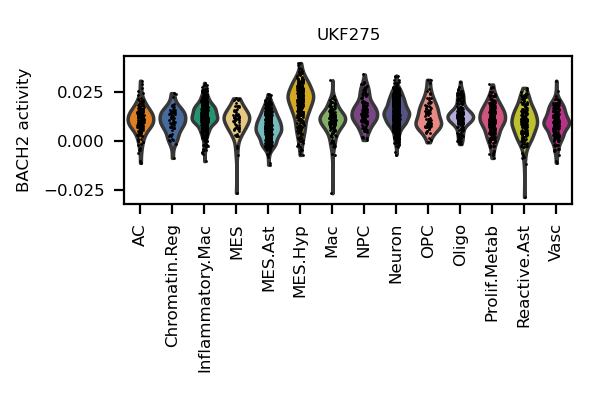 UKF275
BACH2 activity
0.025
0.000
−0.025
AC
Chromatin.Reg
Inflammatory.Mac
MES
MES.Ast
MES.Hyp
Mac
NPC
Neuron
OPC
Oligo
Prolif.Metab
Reactive.Ast
Vasc